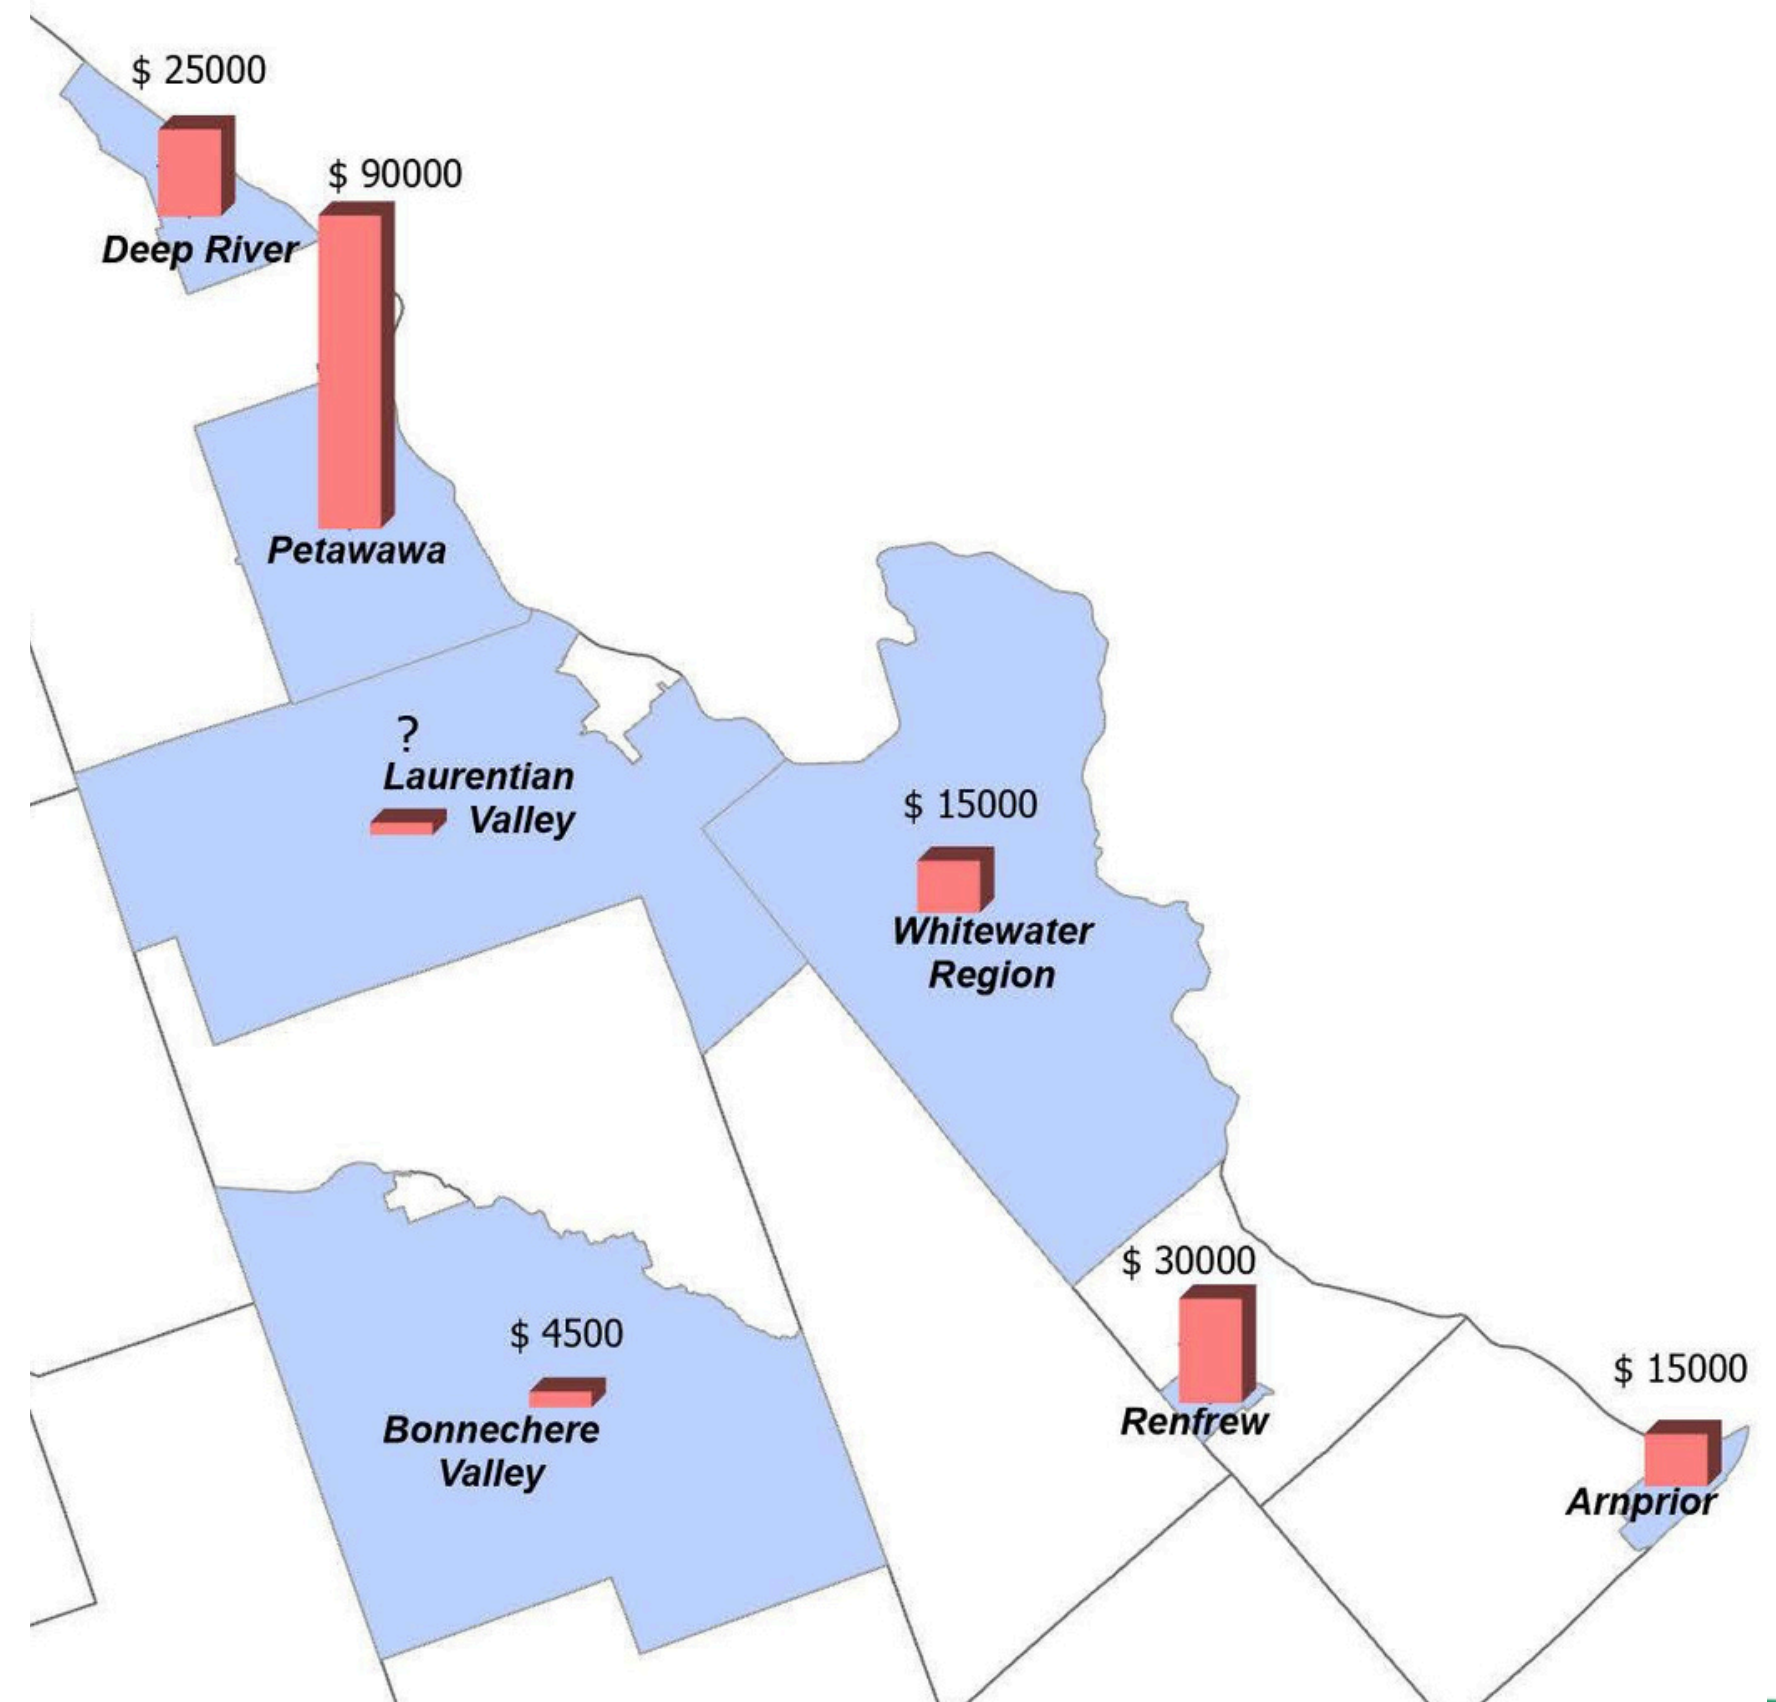 $ 25000
Deep River
$ 90000
Petawawa
?
Laurentian
Valley
$ 15000
Whitewater
Region
$ 4500
Bonnechere
Valley
$ 30000
Renfrew
$ 15000
Arnprior